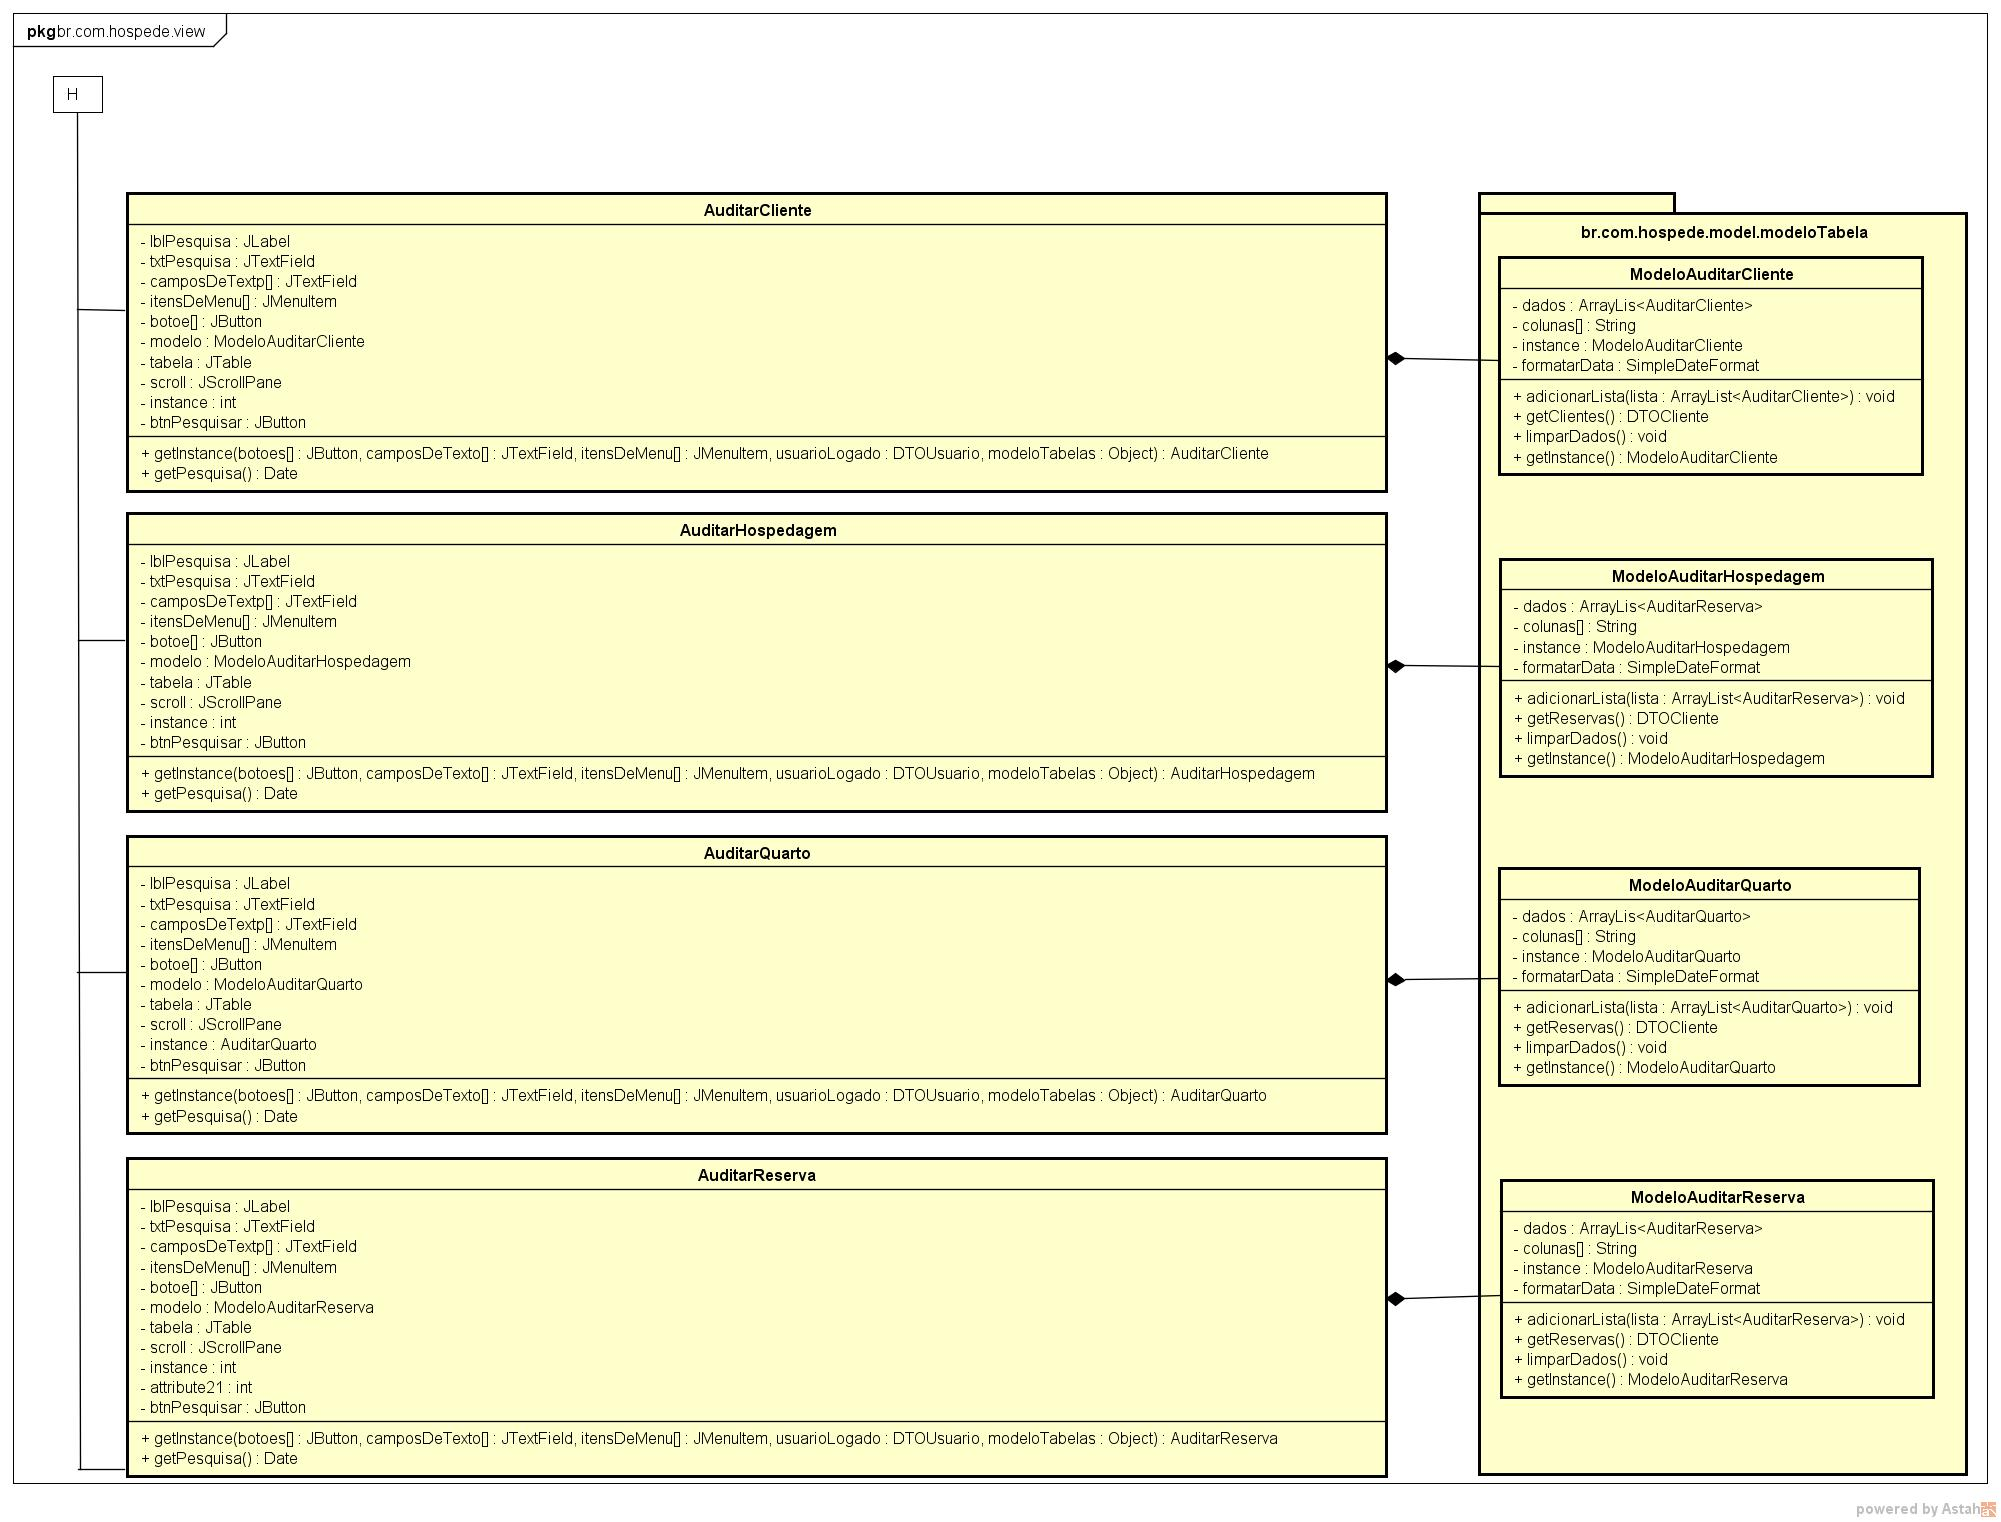 pkg br.com.hospede.view
H
AuditarCliente
- lblPesquisa : JLabel
- txtPesquisa : JTextField
- camposDeTextp[] : JTextField
- itensDeMenu[] : JMenuItem
- botoe[] : JButton
- modelo : ModeloAuditarCliente
- tabela : JTable
- scroll : JScrollPane
- instance : int
- btnPesquisar : JButton
+ getInstance(botoes[] : JButton, camposDeTexto[] : JTextField, itensDeMenu[] : JMenuItem, usuarioLogado : DTOUsuario, modeloTabelas : Object) : AuditarCliente
+ getPesquisa() : Date
AuditarHospedagem
- lblPesquisa : JLabel
- txtPesquisa : JTextField
- camposDeTextp[] : JTextField
- itensDeMenu[] : JMenuItem
- botoe[] : JButton
- modelo : ModeloAuditarHospedagem
- tabela : JTable
- scroll : JScrollPane
- instance : int
- btnPesquisar : JButton
+ getInstance(botoes[] : JButton, camposDeTexto[] : JTextField, itensDeMenu[] : JMenuItem, usuarioLogado : DTOUsuario, modeloTabelas : Object) : AuditarHospedagem
+ getPesquisa() : Date
AuditarQuarto
- lblPesquisa : JLabel
- txtPesquisa : JTextField
- camposDeTextp[] : JTextField
- itensDeMenu[] : JMenuItem
- botoe[] : JButton
- modelo : ModeloAuditarQuarto
- tabela : JTable
- scroll : JScrollPane
- instance : AuditarQuarto
- btnPesquisar : JButton
+ getInstance(botoes[] : JButton, camposDeTexto[] : JTextField, itensDeMenu[] : JMenuItem, usuarioLogado : DTOUsuario, modeloTabelas : Object) : AuditarQuarto
+ getPesquisa() : Date
AuditarReserva
- lblPesquisa : JLabel
- txtPesquisa : JTextField
- camposDeTextp[] : JTextField
- itensDeMenu[] : JMenuItem
- botoe[] : JButton
- modelo : ModeloAuditarReserva
- tabela : JTable
- scroll : JScrollPane
- instance : int
- attribute21 : int
- btnPesquisar : JButton
+ getInstance(botoes[] : JButton, camposDeTexto[] : JTextField, itensDeMenu[] : JMenuItem, usuarioLogado : DTOUsuario, modeloTabelas : Object) : AuditarReserva
+ getPesquisa() : Date
br.com.hospede.model.modeloTabela
ModeloAuditarCliente
- dados : ArrayLis<AuditarCliente>
- colunas[] : String
- instance : ModeloAuditarCliente
- formatarData : SimpleDateFormat
+ adicionarLista(lista : ArrayList<AuditarCliente>) : void
+ getClientes() : DTOCliente
+ limparDados() : void
+ getInstance() : ModeloAuditarCliente
ModeloAuditarHospedagem
- dados : ArrayLis<AuditarReserva>
- colunas[] : String
- instance : ModeloAuditarHospedagem
- formatarData : SimpleDateFormat
+ adicionarLista(lista : ArrayList<AuditarReserva>) : void
+ getReservas() : DTOCliente
+ limparDados() : void
+ getInstance() : ModeloAuditarHospedagem
ModeloAuditarQuarto
- dados : ArrayLis<AuditarQuarto>
- colunas[] : String
- instance : ModeloAuditarQuarto
- formatarData : SimpleDateFormat
+ adicionarLista(lista : ArrayList<AuditarQuarto>) : void
+ getReservas() : DTOCliente
+ limparDados() : void
+ getInstance() : ModeloAuditarQuarto
ModeloAuditarReserva
- dados : ArrayLis<AuditarReserva>
- colunas[] : String
- instance : ModeloAuditarReserva
- formatarData : SimpleDateFormat
+ adicionarLista(lista : ArrayList<AuditarReserva>) : void
+ getReservas() : DTOCliente
+ limparDados() : void
+ getInstance() : ModeloAuditarReserva
powered by Astah